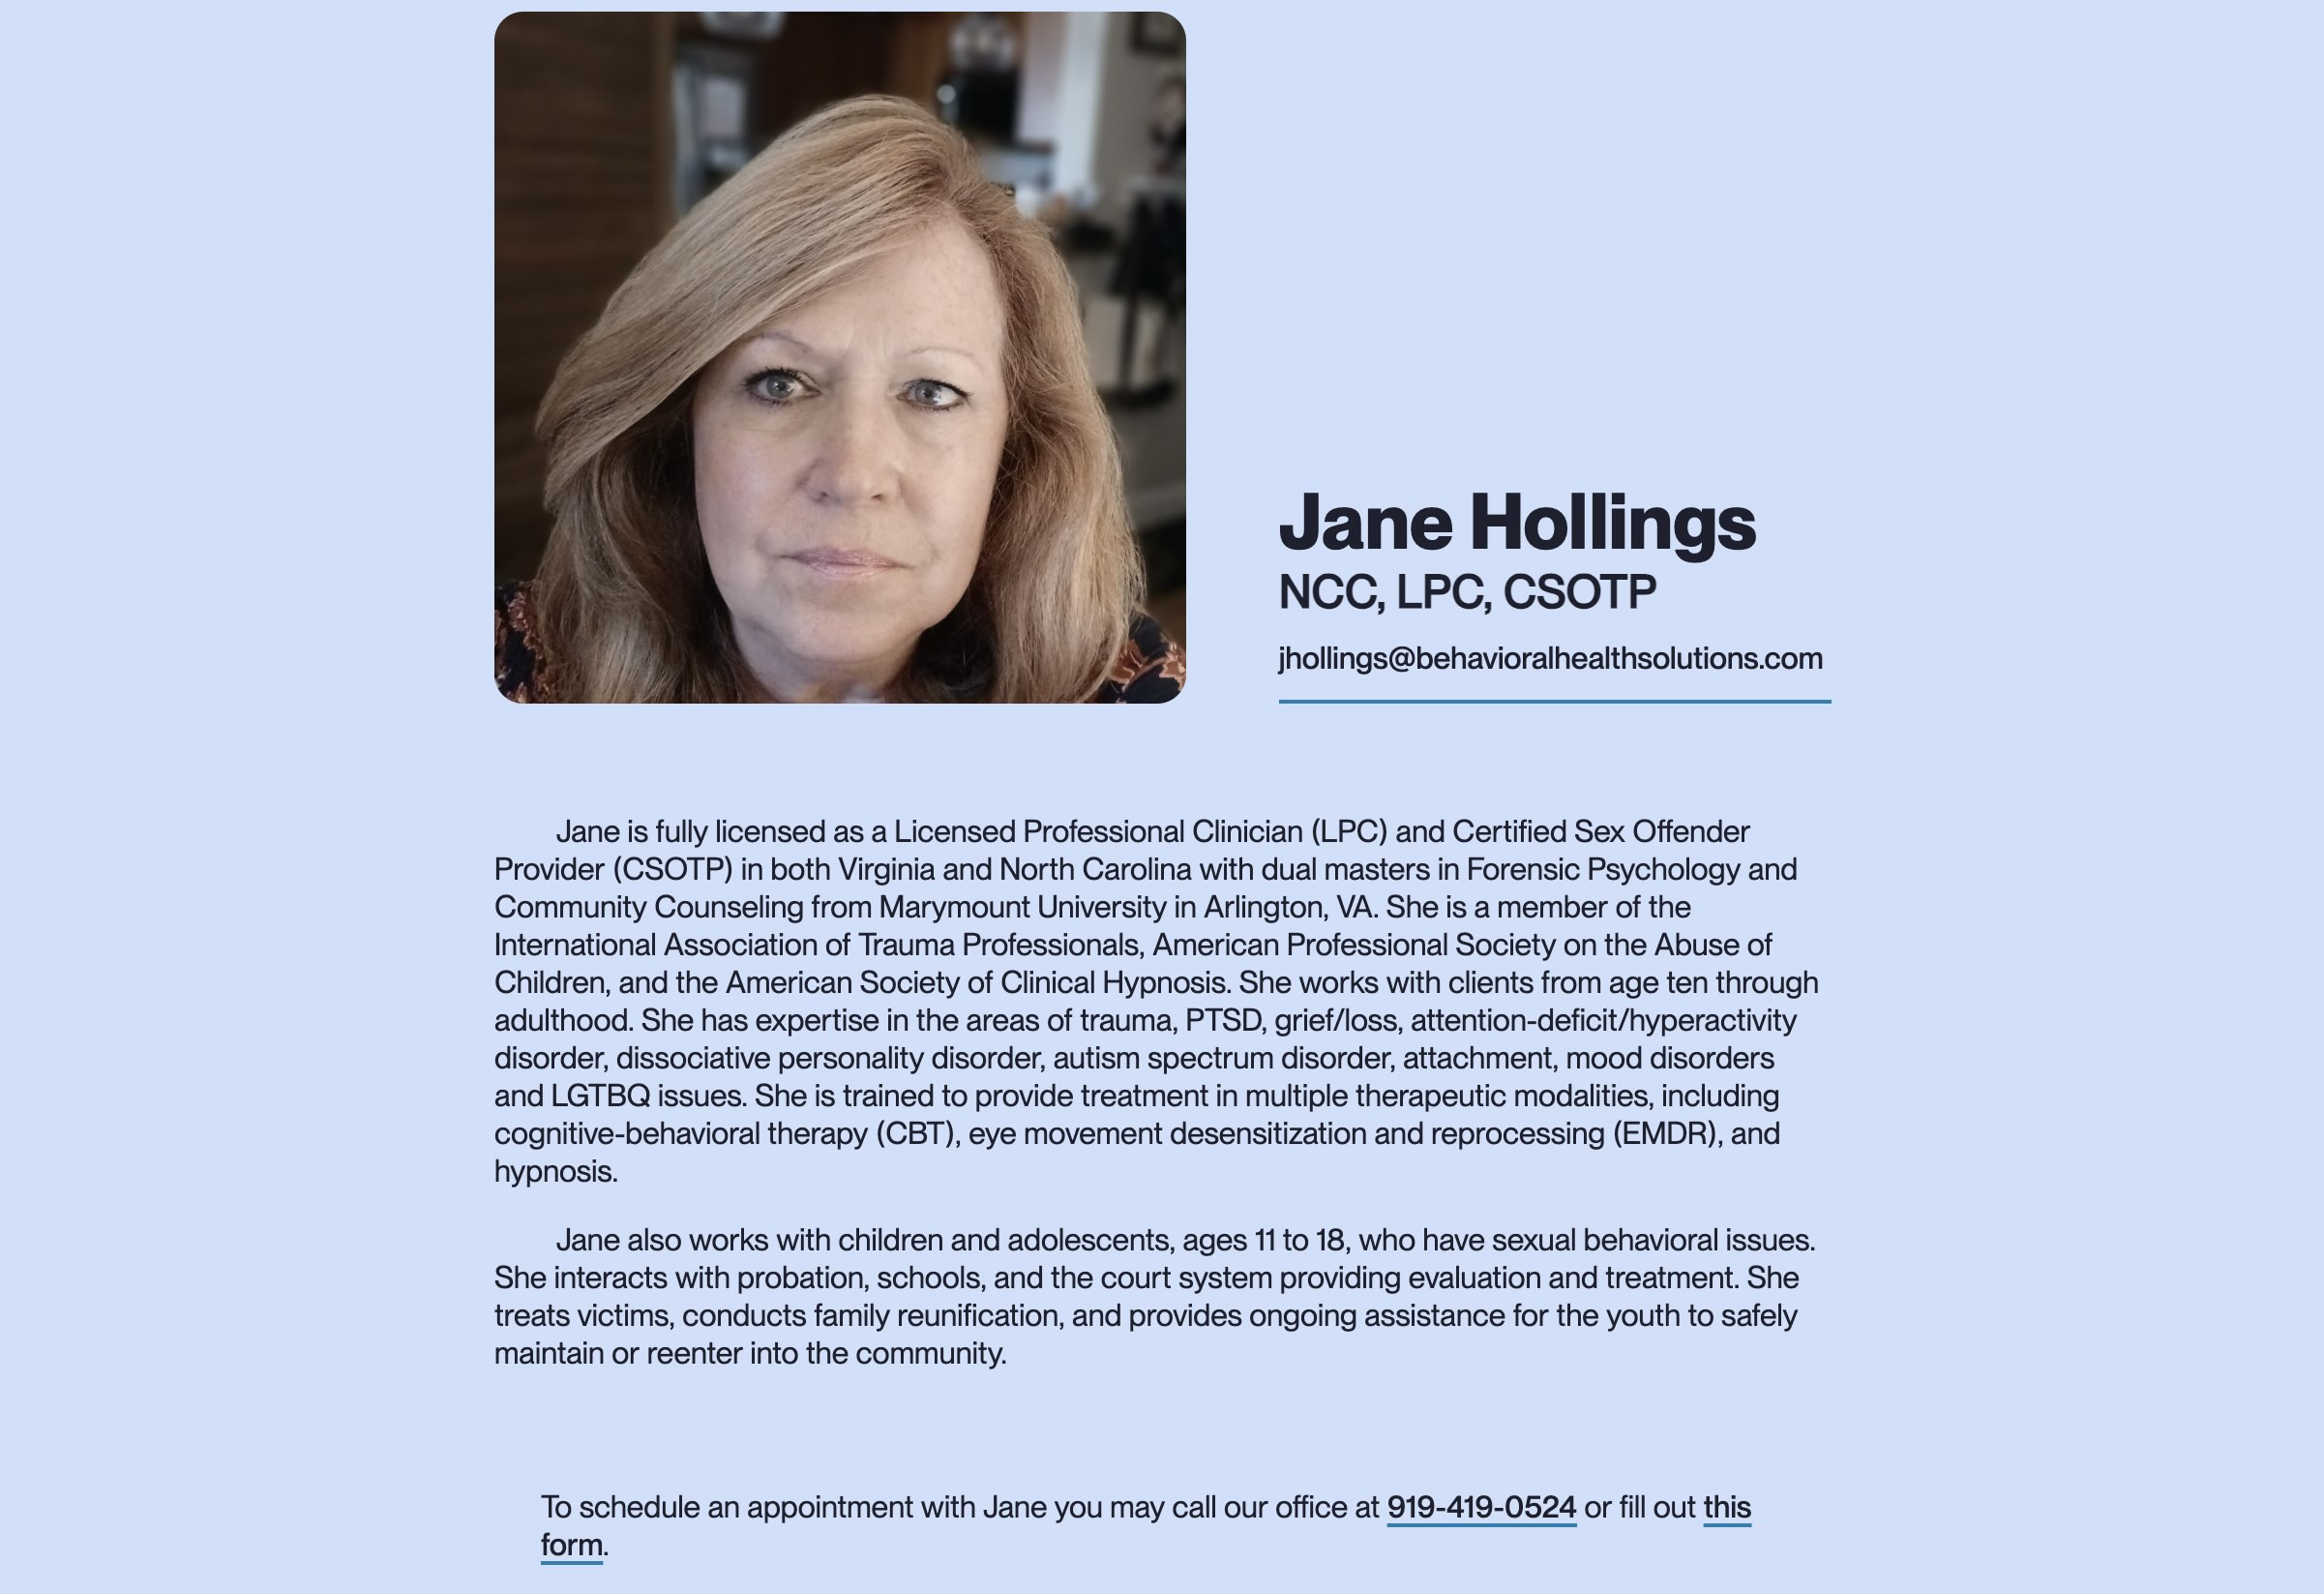 Jane Hollings
NCC, LPC, CSOTP
jhollings@behavioralhealthsolutions.com
Jane is fully licensed as a Licensed Professional Clinician (LPC) and Certified Sex Offender
Provider (CSOTP) in both Virginia and North Carolina with dual masters in Forensic Psychology and
Community Counseling from Marymount University in Arlington, VA. She is a member of the
International Association of Trauma Professionals, American Professional Society on the Abuse of
Children, and the American Society of Clinical Hypnosis. She works with clients from age ten through
adulthood. She has expertise in the areas of trauma, PTSD, grief/loss, attention-deficit/hyperactivity
disorder, dissociative personality disorder, autism spectrum disorder, attachment, mood disorders
and LGTBQ issues. She is trained to provide treatment in multiple therapeutic modalities, including
cognitive-behavioral therapy (CBT), eye movement desensitization and reprocessing (EMDR), and
hypnosis.
Jane also works with children and adolescents, ages 11 to 18, who have sexual behavioral issues.
She interacts with probation, schools, and the court system providing evaluation and treatment. She
treats victims, conducts family reunification, and provides ongoing assistance for the youth to safely
maintain or reenter into the community.
To schedule an appointment with Jane you may call our office at 919-419-0524 or fill out this
form.